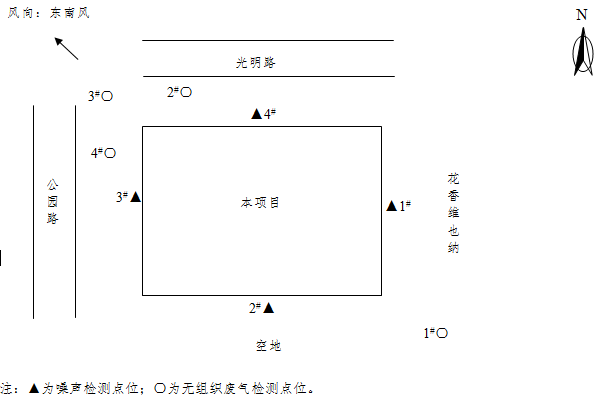 风向：东南风
N
光明路
3#○
2#○
▲4#
4#○
公园路
3#▲
本项目
▲1#
花香维也纳
2#▲
1#○
空地
注：▲为噪声检测点位；○为无组织废气检测点位。